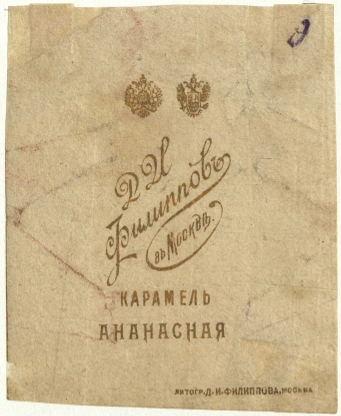 Д И
Филипповъ
въ Москвѣ.
КАРАМЕЛЬ
АНАНАСНАЯ
ЛИТОГР. Д. И. ФИЛИППОВА, МОСКВА